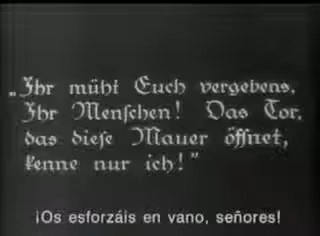 „Ihr müht Euch vergebens,
Ihr Menschen! Das Tor,
das diese Mauer öffnet,
kenne nur ich!"
¡Os esforzáis en vano, señores!